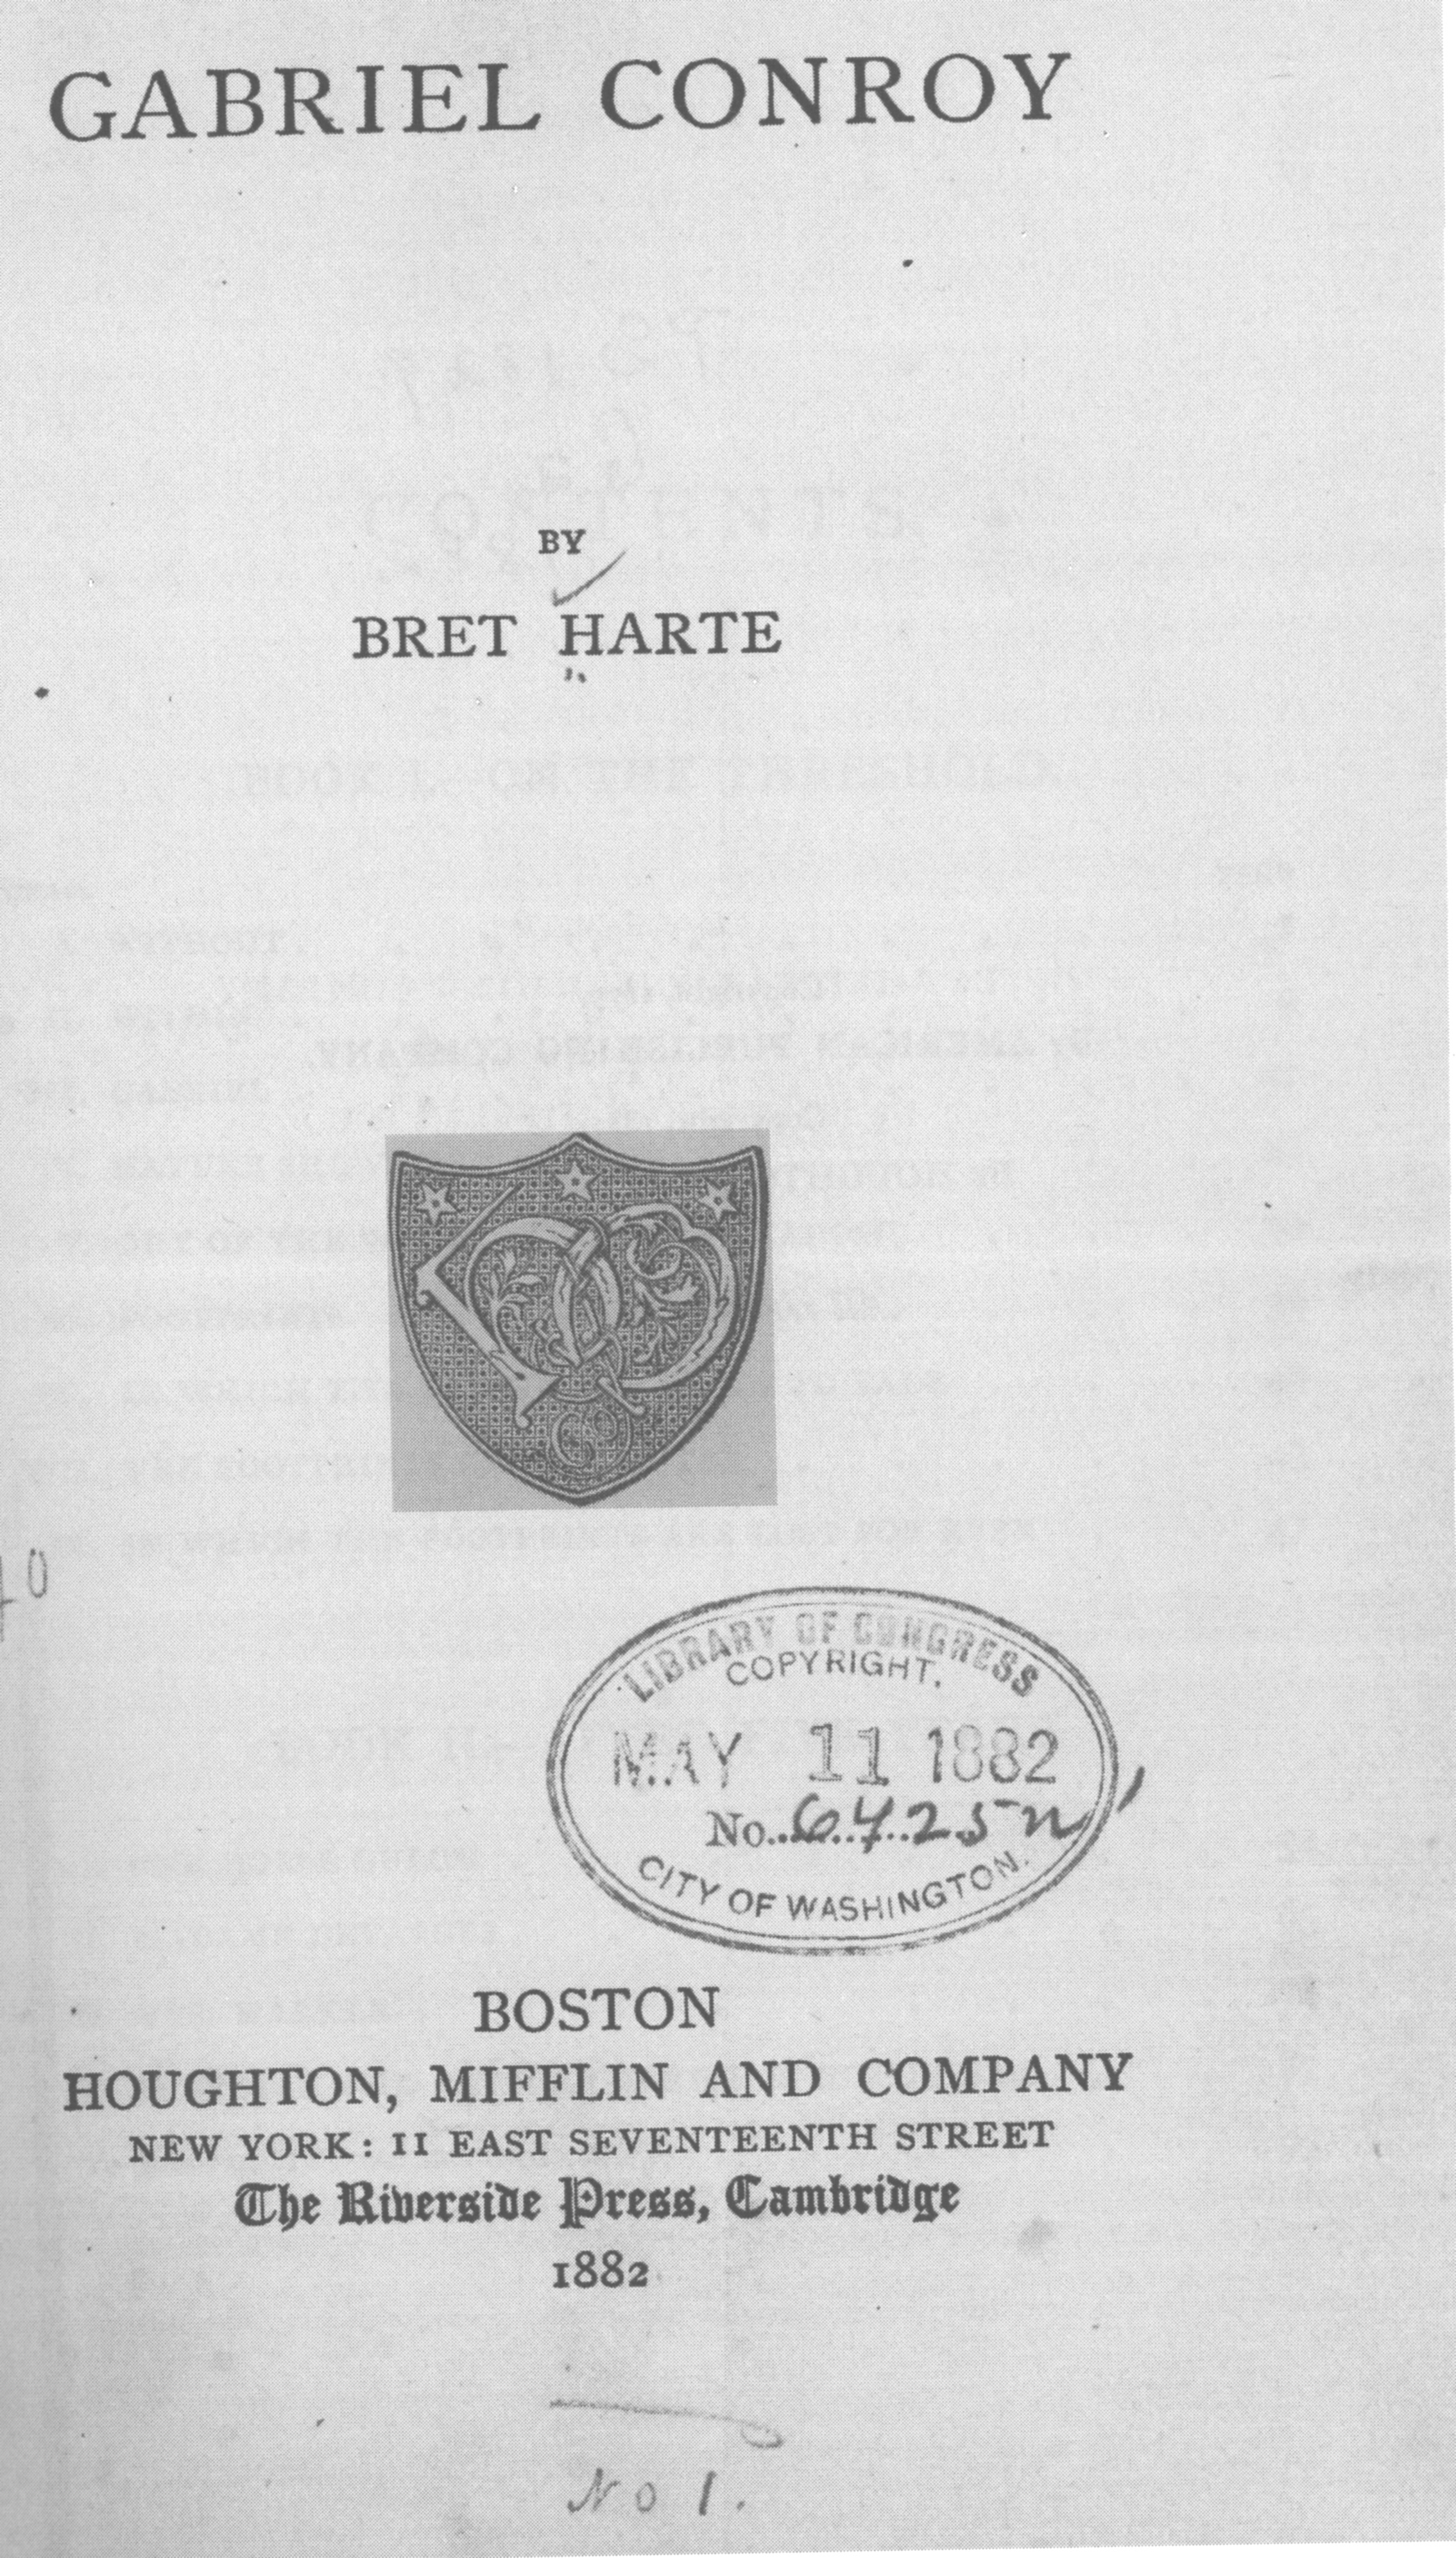 GABRIEL CONROY
BY
BRET HARTE
Co
LIBRARY OF CONGRESS
COPYRIGHT.
MAY 11 1882
No. 6425
CITY OF WASHINGTON.
BOSTON
HOUGHTON, MIFFLIN AND COMPANY
NEW YORK: 11 EAST SEVENTEENTH STREET
The Riverside Press, Cambridge
1882
No 1.